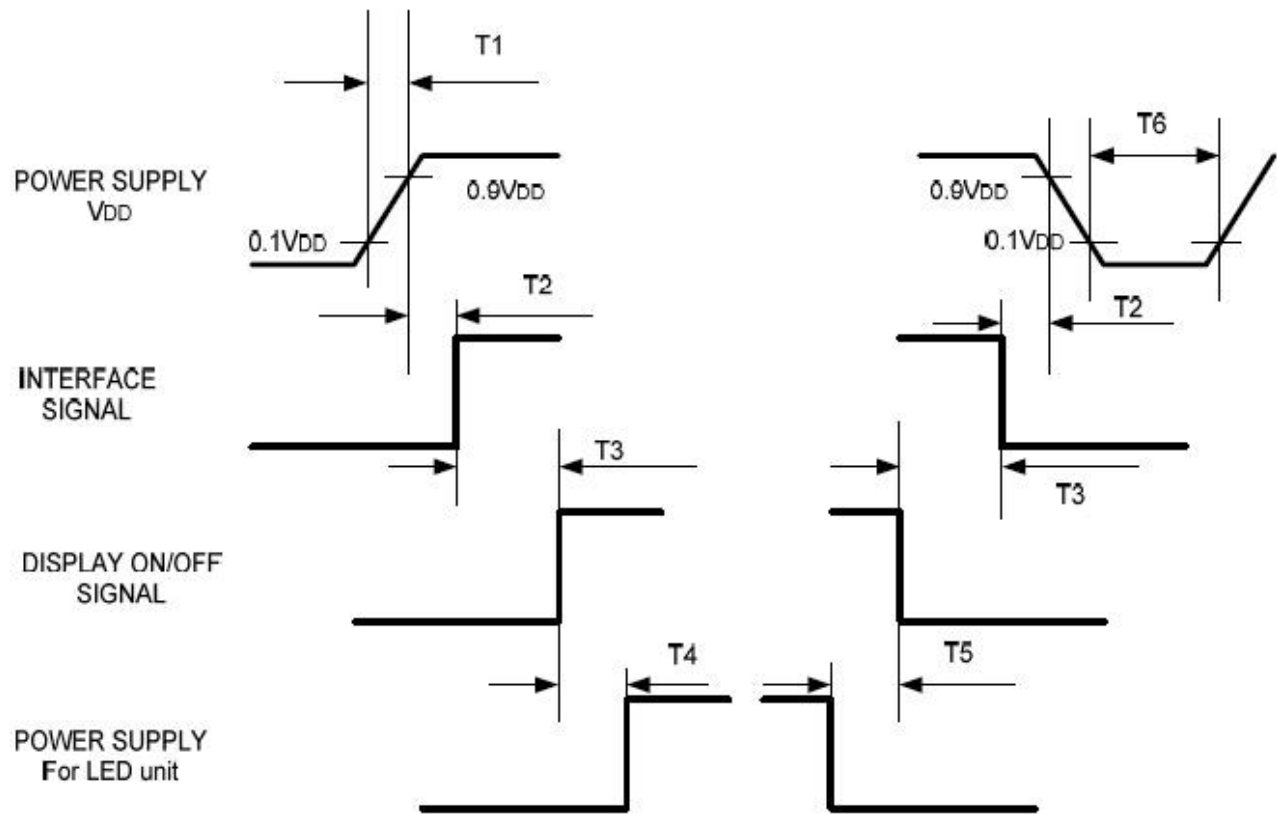 T1
T6
POWER SUPPLY
VDD
0.9VDD
0.9VDD
0.1VDD
0.1VDD
T2
T2
INTERFACE
SIGNAL
T3
T3
DISPLAY ON/OFF
SIGNAL
T4
T5
POWER SUPPLY
For LED unit